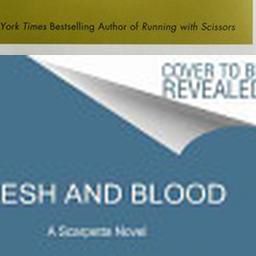 York Times Bestselling Author of Running with Scissors
COVER TO B
REVEALED
ESH AND BLOOD
A Scarpetta Novel